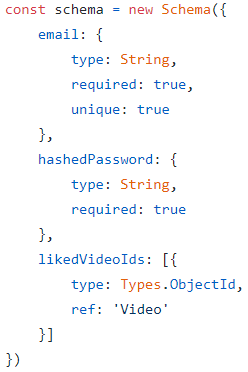 const schema = new Schema({
    email: {
        type: String,
        required: true,
        unique: true
    },
    hashedPassword: {
        type: String,
        required: true
    },
    likedVideoIds: [{
        type: Types.ObjectId,
        ref: 'Video'
    }]
})